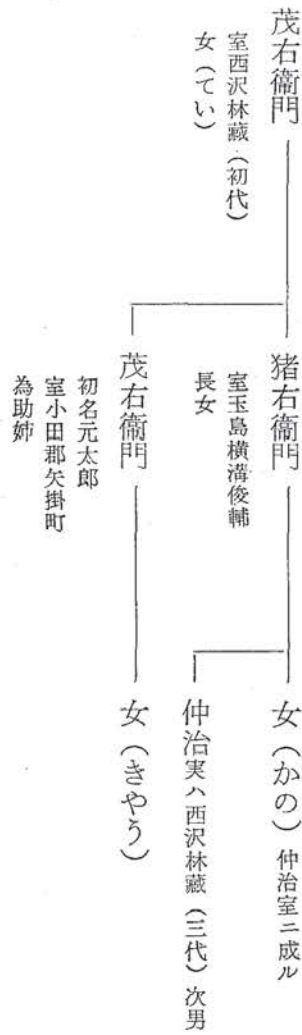 茂右衞門
室西沢林蔵(初代)
女(てい)
猪右衞門
室玉島横溝俊輔
長女
女(かの)仲治室ニ成ル
仲治実ハ西沢林蔵(三代)次男
茂右衞門
初名元太郎
室小田郡矢掛町
為助姉
女(きやう)